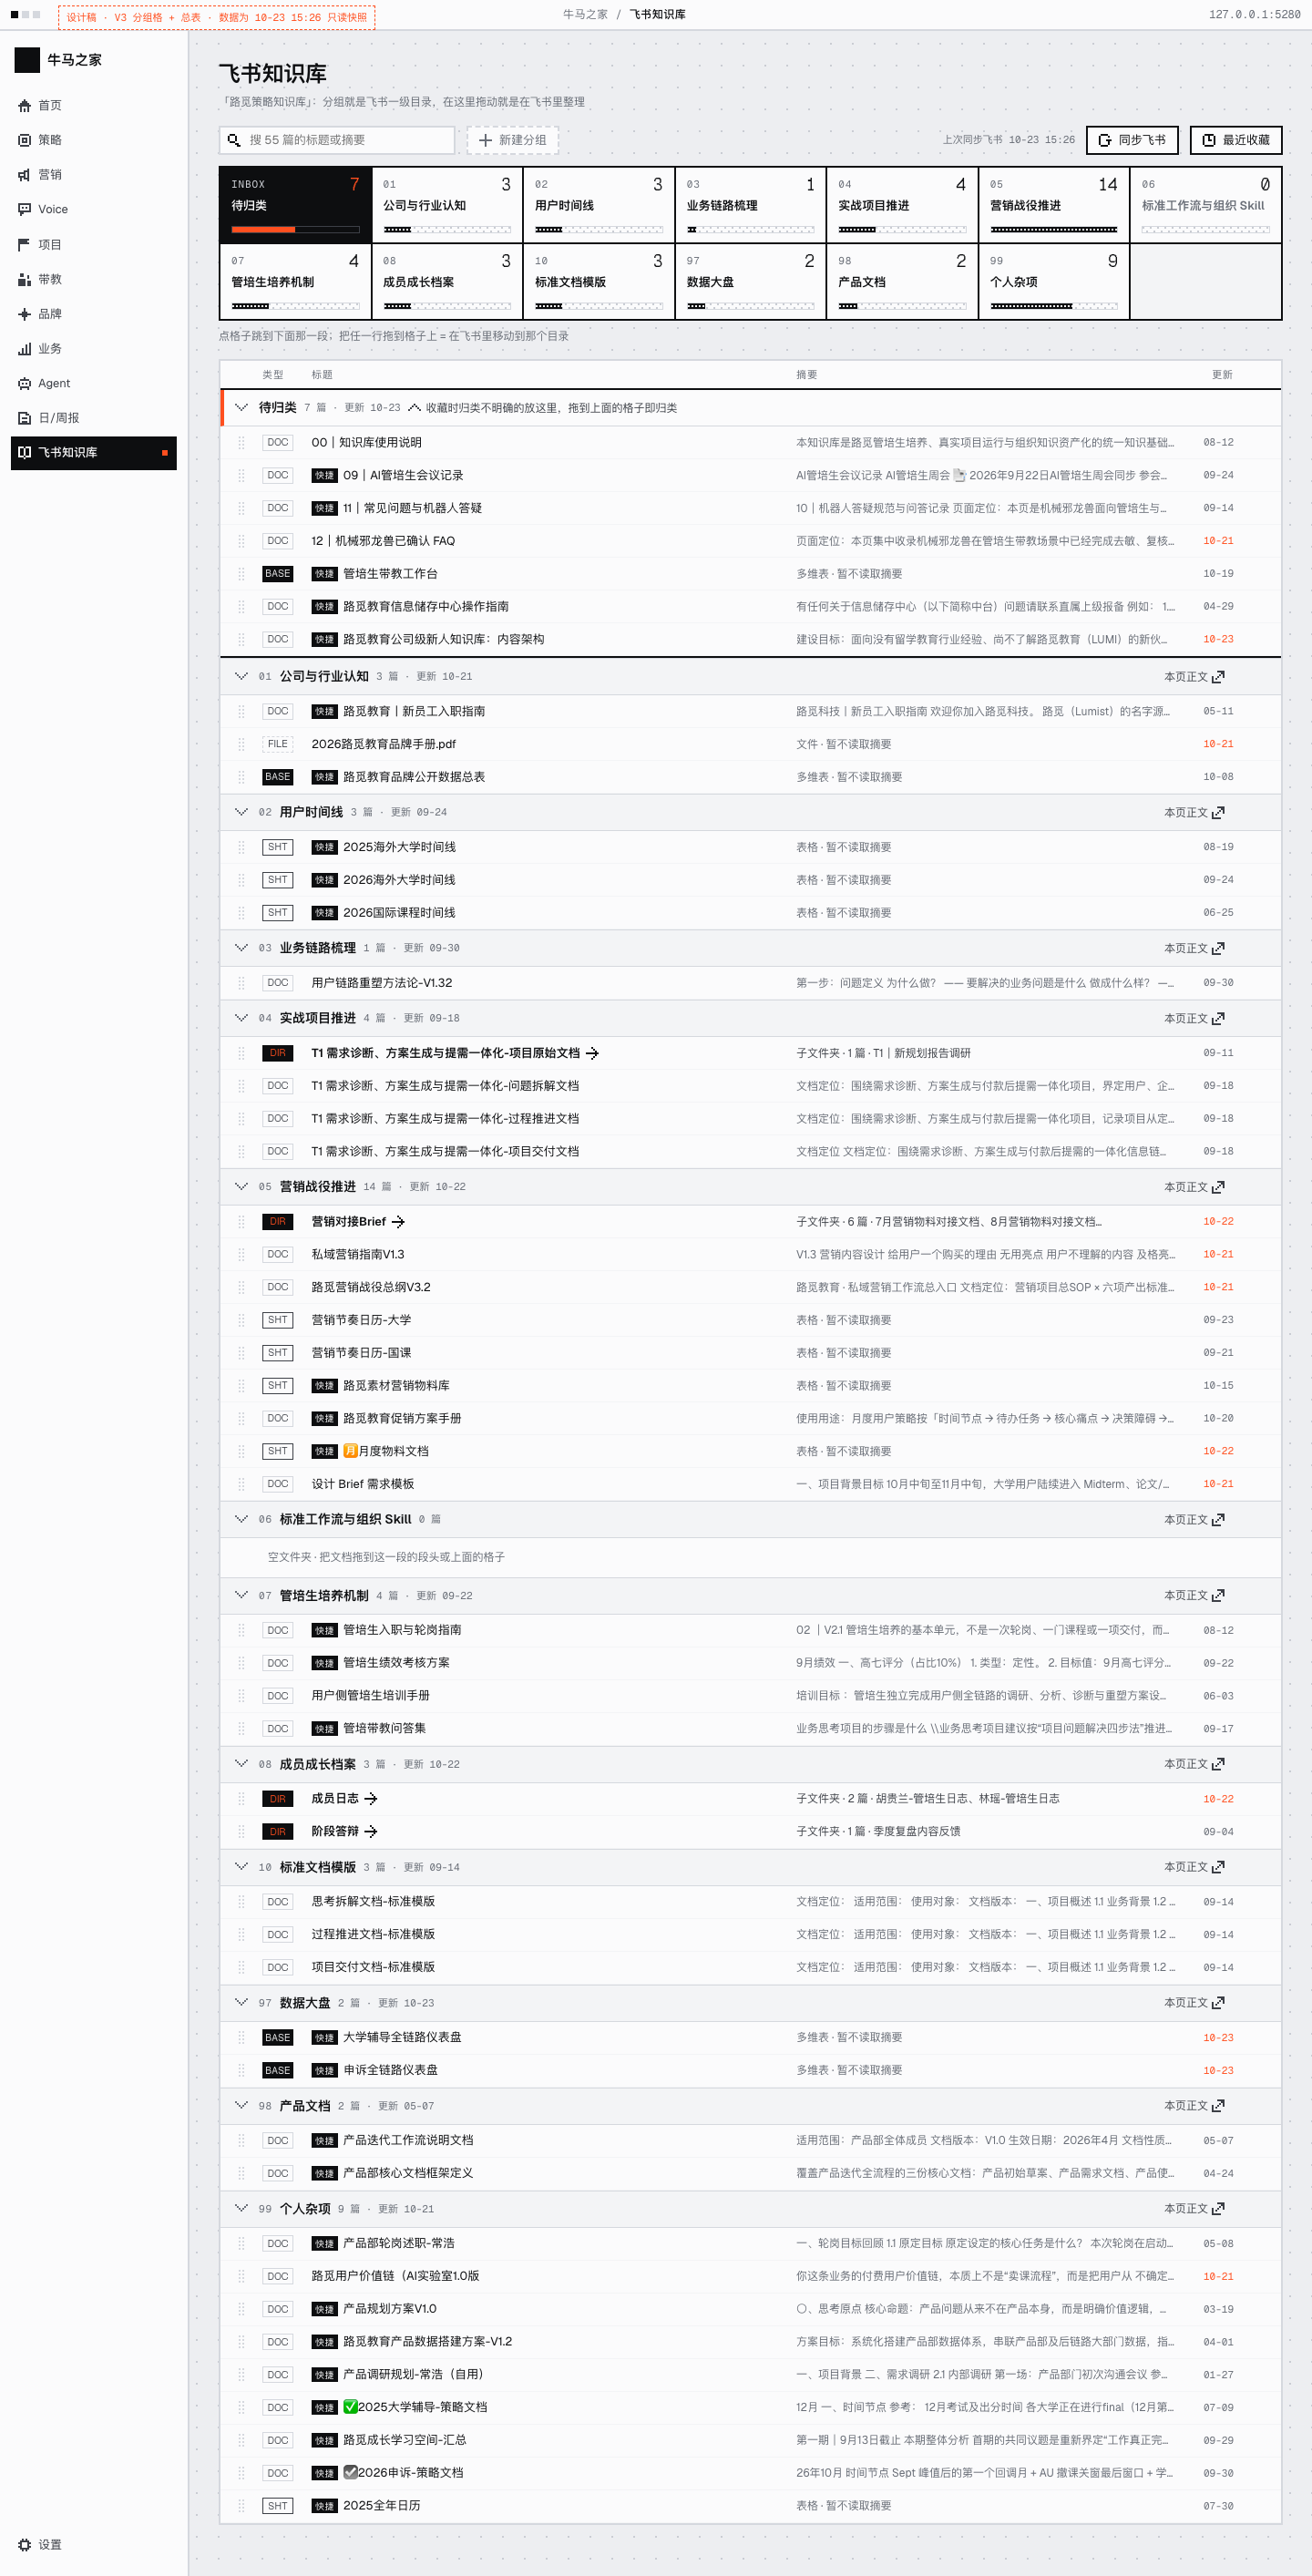 设计稿 · V3 分组格 + 总表 · 数据为 10-23 15:26 只读快照
牛马之家 / 飞书知识库
127.0.0.1:5280
牛马之家
首页
策略
营销
Voice
项目
带教
品牌
业务
Agent
日/周报
飞书知识库
设置
飞书知识库
「路觅策略知识库」：分组就是飞书一级目录，在这里拖动就是在飞书里整理
搜 55 篇的标题或摘要
新建分组
上次同步飞书 10-23 15:26
同步飞书
最近收藏
INBOX 7
待归类
01 3
公司与行业认知
02 3
用户时间线
03 1
业务链路梳理
04 4
实战项目推进
05 14
营销战役推进
06 0
标准工作流与组织 Skill
07 4
管培生培养机制
08 3
成员成长档案
10 3
标准文档模版
97 2
数据大盘
98 2
产品文档
99 9
个人杂项
点格子跳到下面那一段；把任一行拖到格子上 = 在飞书里移动到那个目录
类型 标题 摘要 更新
待归类 7 篇 · 更新 10-23 收藏时归类不明确的放这里，拖到上面的格子即归类
DOC 00｜知识库使用说明 本知识库是路觅管培生培养、真实项目运行与组织知识资产化的统一知识基础… 08-12
DOC 快捷 09｜AI管培生会议记录 AI管培生会议记录 AI管培生周会 2026年9月22日AI管培生周会同步 参会… 09-24
DOC 快捷 11｜常见问题与机器人答疑 10｜机器人答疑规范与问答记录 页面定位：本页是机械邪龙兽面向管培生与… 09-14
DOC 12｜机械邪龙兽已确认 FAQ 页面定位：本页集中收录机械邪龙兽在管培生带教场景中已经完成去敏、复核… 10-21
BASE 快捷 管培生带教工作台 多维表 · 暂不读取摘要 10-19
DOC 快捷 路觅教育信息储存中心操作指南 有任何关于信息储存中心（以下简称中台）问题请联系直属上级报备 例如： 1.… 04-29
DOC 快捷 路觅教育公司级新人知识库：内容架构 建设目标：面向没有留学教育行业经验、尚不了解路觅教育（LUMI）的新伙… 10-23
01 公司与行业认知 3 篇 · 更新 10-21 本页正文
DOC 快捷 路觅教育丨新员工入职指南 路觅科技丨新员工入职指南 欢迎你加入路觅科技。 路觅（Lumist）的名字源… 05-11
FILE 2026路觅教育品牌手册.pdf 文件 · 暂不读取摘要 10-21
BASE 快捷 路觅教育品牌公开数据总表 多维表 · 暂不读取摘要 10-08
02 用户时间线 3 篇 · 更新 09-24 本页正文
SHT 快捷 2025海外大学时间线 表格 · 暂不读取摘要 08-19
SHT 快捷 2026海外大学时间线 表格 · 暂不读取摘要 09-24
SHT 快捷 2026国际课程时间线 表格 · 暂不读取摘要 06-25
03 业务链路梳理 1 篇 · 更新 09-30 本页正文
DOC 用户链路重塑方法论-V1.32 第一步：问题定义 为什么做？ —— 要解决的业务问题是什么 做成什么样？ —… 09-30
04 实战项目推进 4 篇 · 更新 09-18 本页正文
DIR T1 需求诊断、方案生成与提需一体化-项目原始文档 子文件夹 · 1 篇 · T1｜新规划报告调研 09-11
DOC T1 需求诊断、方案生成与提需一体化-问题拆解文档 文档定位：围绕需求诊断、方案生成与付款后提需一体化项目，界定用户、企… 09-18
DOC T1 需求诊断、方案生成与提需一体化-过程推进文档 文档定位：围绕需求诊断、方案生成与付款后提需一体化项目，记录项目从定… 09-18
DOC T1 需求诊断、方案生成与提需一体化-项目交付文档 文档定位 文档定位：围绕需求诊断、方案生成与付款后提需的一体化信息链… 09-18
05 营销战役推进 14 篇 · 更新 10-22 本页正文
DIR 营销对接Brief 子文件夹 · 6 篇 · 7月营销物料对接文档、8月营销物料对接文档… 10-22
DOC 私域营销指南V1.3 V1.3 营销内容设计 给用户一个购买的理由 无用亮点 用户不理解的内容 及格亮… 10-21
DOC 路觅营销战役总纲V3.2 路觅教育 · 私域营销工作流总入口 文档定位：营销项目总SOP × 六项产出标准… 10-21
SHT 营销节奏日历-大学 表格 · 暂不读取摘要 09-23
SHT 营销节奏日历-国课 表格 · 暂不读取摘要 09-21
SHT 快捷 路觅素材营销物料库 表格 · 暂不读取摘要 10-15
DOC 快捷 路觅教育促销方案手册 使用用途：月度用户策略按「时间节点 → 待办任务 → 核心痛点 → 决策障碍 →… 10-20
SHT 快捷 🈷️月度物料文档 表格 · 暂不读取摘要 10-22
DOC 设计 Brief 需求模板 一、项目背景目标 10月中旬至11月中旬，大学用户陆续进入 Midterm、论文/… 10-21
06 标准工作流与组织 Skill 0 篇 本页正文
空文件夹 · 把文档拖到这一段的段头或上面的格子
07 管培生培养机制 4 篇 · 更新 09-22 本页正文
DOC 快捷 管培生入职与轮岗指南 02 ｜V2.1 管培生培养的基本单元，不是一次轮岗、一门课程或一项交付，而… 08-12
DOC 快捷 管培生绩效考核方案 9月绩效 一、高七评分（占比10%） 1. 类型：定性。 2. 目标值：9月高七评分… 09-22
DOC 用户侧管培生培训手册 培训目标 ：管培生独立完成用户侧全链路的调研、分析、诊断与重塑方案设… 06-03
DOC 快捷 管培带教问答集 业务思考项目的步骤是什么 \\业务思考项目建议按“项目问题解决四步法”推进… 09-17
08 成员成长档案 3 篇 · 更新 10-22 本页正文
DIR 成员日志 子文件夹 · 2 篇 · 胡贵兰-管培生日志、林瑶-管培生日志 10-22
DIR 阶段答辩 子文件夹 · 1 篇 · 季度复盘内容反馈 09-04
10 标准文档模版 3 篇 · 更新 09-14 本页正文
DOC 思考拆解文档-标准模版 文档定位： 适用范围： 使用对象： 文档版本： 一、项目概述 1.1 业务背景 1.2 … 09-14
DOC 过程推进文档-标准模版 文档定位： 适用范围： 使用对象： 文档版本： 一、项目概述 1.1 业务背景 1.2 … 09-14
DOC 项目交付文档-标准模版 文档定位： 适用范围： 使用对象： 文档版本： 一、项目概述 1.1 业务背景 1.2 … 09-14
97 数据大盘 2 篇 · 更新 10-23 本页正文
BASE 快捷 大学辅导全链路仪表盘 多维表 · 暂不读取摘要 10-23
BASE 快捷 申诉全链路仪表盘 多维表 · 暂不读取摘要 10-23
98 产品文档 2 篇 · 更新 05-07 本页正文
DOC 快捷 产品迭代工作流说明文档 适用范围：产品部全体成员 文档版本：V1.0 生效日期：2026年4月 文档性质… 05-07
DOC 快捷 产品部核心文档框架定义 覆盖产品迭代全流程的三份核心文档：产品初始草案、产品需求文档、产品使… 04-24
99 个人杂项 9 篇 · 更新 10-21 本页正文
DOC 快捷 产品部轮岗述职-常浩 一、轮岗目标回顾 1.1 原定目标 原定设定的核心任务是什么？ 本次轮岗在启动… 05-08
DOC 路觅用户价值链（AI实验室1.0版 你这条业务的付费用户价值链，本质上不是“卖课流程”，而是把用户从 不确定… 10-21
DOC 快捷 产品规划方案V1.0 〇、思考原点 核心命题：产品问题从来不在产品本身，而是明确价值逻辑，… 03-19
DOC 快捷 路觅教育产品数据搭建方案-V1.2 方案目标：系统化搭建产品部数据体系，串联产品部及后链路大部门数据，指… 04-01
DOC 快捷 产品调研规划-常浩（自用） 一、项目背景 二、需求调研 2.1 内部调研 第一场：产品部门初次沟通会议 参… 01-27
DOC 快捷 ✅2025大学辅导-策略文档 12月 一、时间节点 参考： 12月考试及出分时间 各大学正在进行final（12月第… 07-09
DOC 快捷 路觅成长学习空间-汇总 第一期丨9月13日截止 本期整体分析 首期的共同议题是重新界定“工作真正完… 09-29
DOC 快捷 2026申诉-策略文档 26年10月 时间节点 Sept 峰值后的第一个回调月 + AU 撤课关窗最后窗口 + 学… 09-30
SHT 快捷 2025全年日历 表格 · 暂不读取摘要 07-30